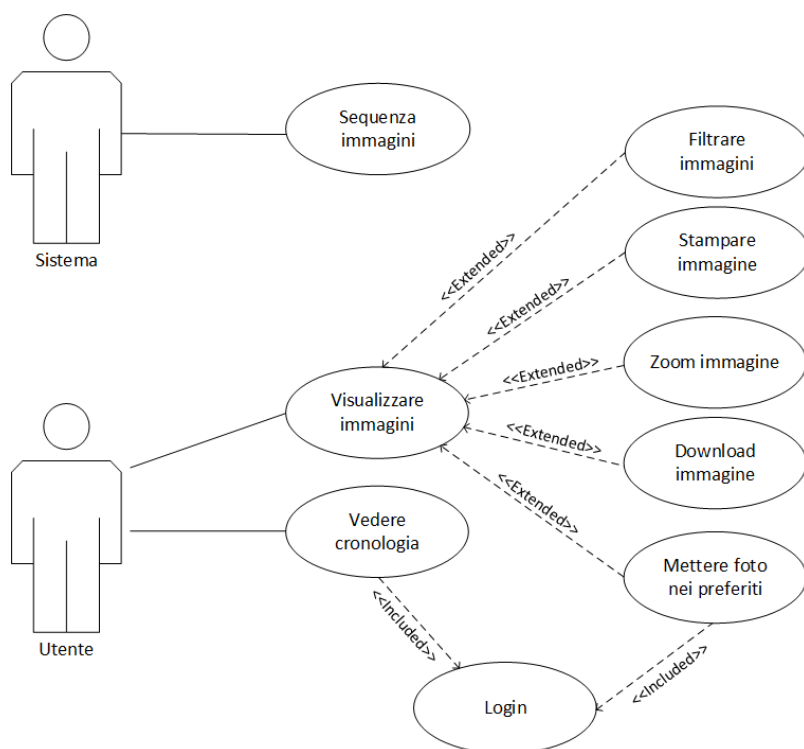 Sequenza
immagini
Sistema
Filtrare
immagini
<<Extended>>
Stampare
immagine
<<Extended>>
Zoom immagine
<<Extended>>
Visualizzare
immagini
Download
immagine
<<Extended>>
Vedere
cronologia
<<Extended>>
Mettere foto
nei preferiti
Utente
<<Included>>
<<Included>>
Login